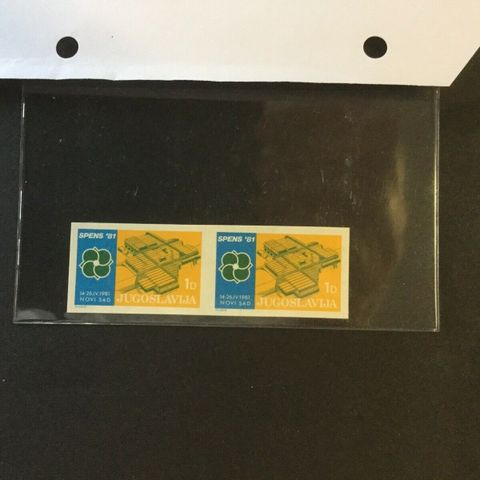 SPENS '81
14-26.IV.1981
NOVI SAD
1D
JUGOSLAVIJA
SPENS '81
14-26.IV.1981
NOVI SAD
1D
JUGOSLAVIJA